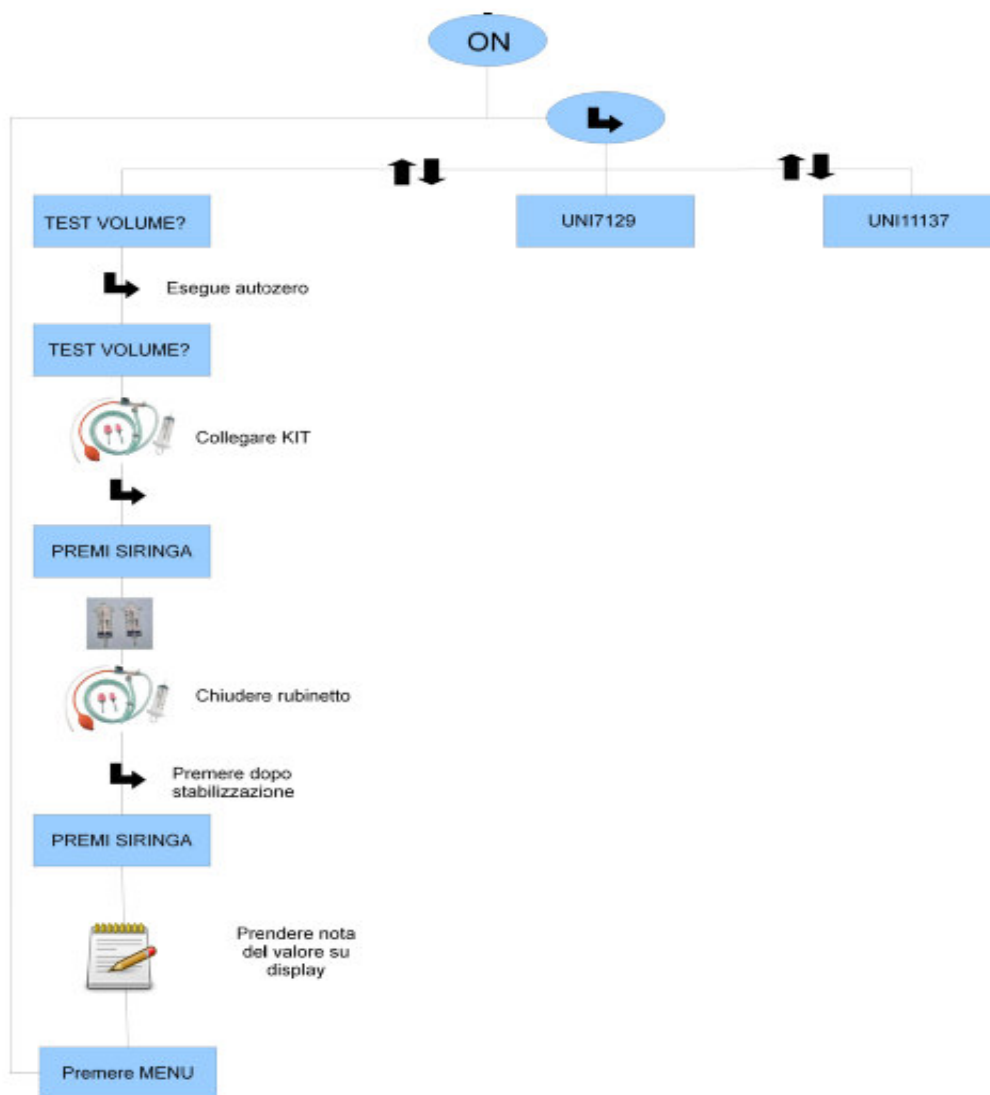 ON
TEST VOLUME?
UNI7129
UNI11137
Esegue autozero
TEST VOLUME?
Collegare KIT
PREMI SIRINGA
Chiudere rubinetto
Premere dopo
stabilizzazione
PREMI SIRINGA
Prendere nota
del valore su
display
Premere MENU